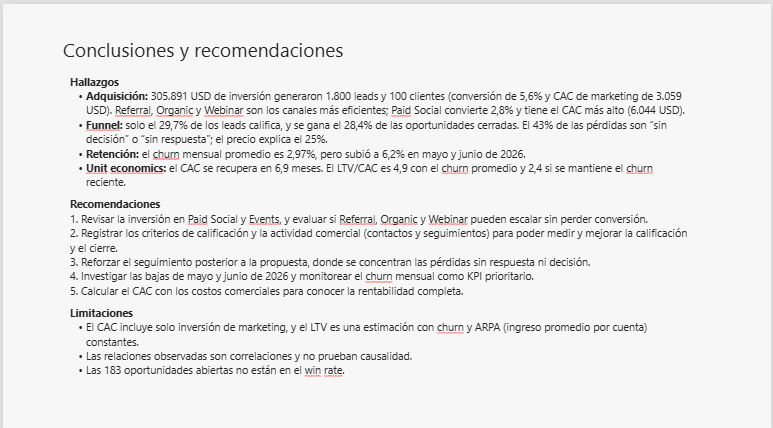 Conclusiones y recomendaciones
Hallazgos
• Adquisición: 305.891 USD de inversión generaron 1.800 leads y 100 clientes (conversión de 5,6% y CAC de marketing de 3.059
USD). Referral, Organic y Webinar son los canales más eficientes; Paid Social convierte 2,8% y tiene el CAC más alto (6.044 USD).
• Funnel: solo el 29,7% de los leads califica, y se gana el 28,4% de las oportunidades cerradas. El 43% de las pérdidas son “sin
decisión” o “sin respuesta”; el precio explica el 25%.
• Retención: el churn mensual promedio es 2,97%, pero subió a 6,2% en mayo y junio de 2026.
• Unit economics: el CAC se recupera en 6,9 meses. El LTV/CAC es 4,9 con el churn promedio y 2,4 si se mantiene el churn
reciente.
Recomendaciones
1. Revisar la inversión en Paid Social y Events, y evaluar si Referral, Organic y Webinar pueden escalar sin perder conversión.
2. Registrar los criterios de calificación y la actividad comercial (contactos y seguimientos) para poder medir y mejorar la calificación
y el cierre.
3. Reforzar el seguimiento posterior a la propuesta, donde se concentran las pérdidas sin respuesta ni decisión.
4. Investigar las bajas de mayo y junio de 2026 y monitorear el churn mensual como KPI prioritario.
5. Calcular el CAC con los costos comerciales para conocer la rentabilidad completa.
Limitaciones
• El CAC incluye solo inversión de marketing, y el LTV es una estimación con churn y ARPA (ingreso promedio por cuenta)
constantes.
• Las relaciones observadas son correlaciones y no prueban causalidad.
• Las 183 oportunidades abiertas no están en el win rate.